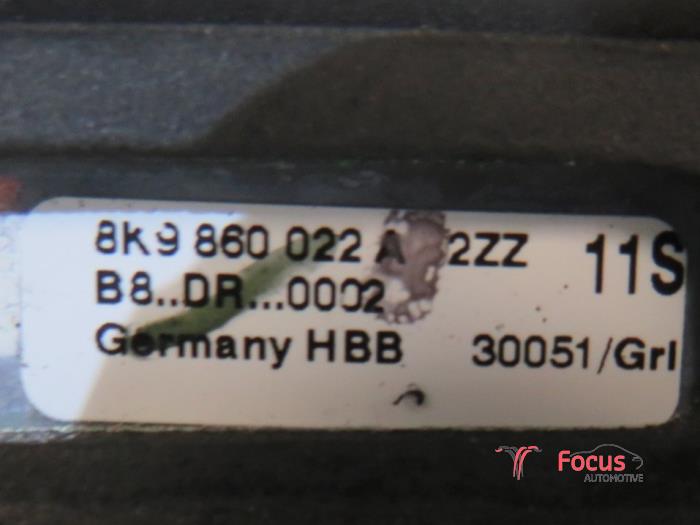 8K9 860 022 A 2ZZ 11S
B8..DR...0002
Germany HBB 30051/Grl
Focus
AUTOMOTIVE